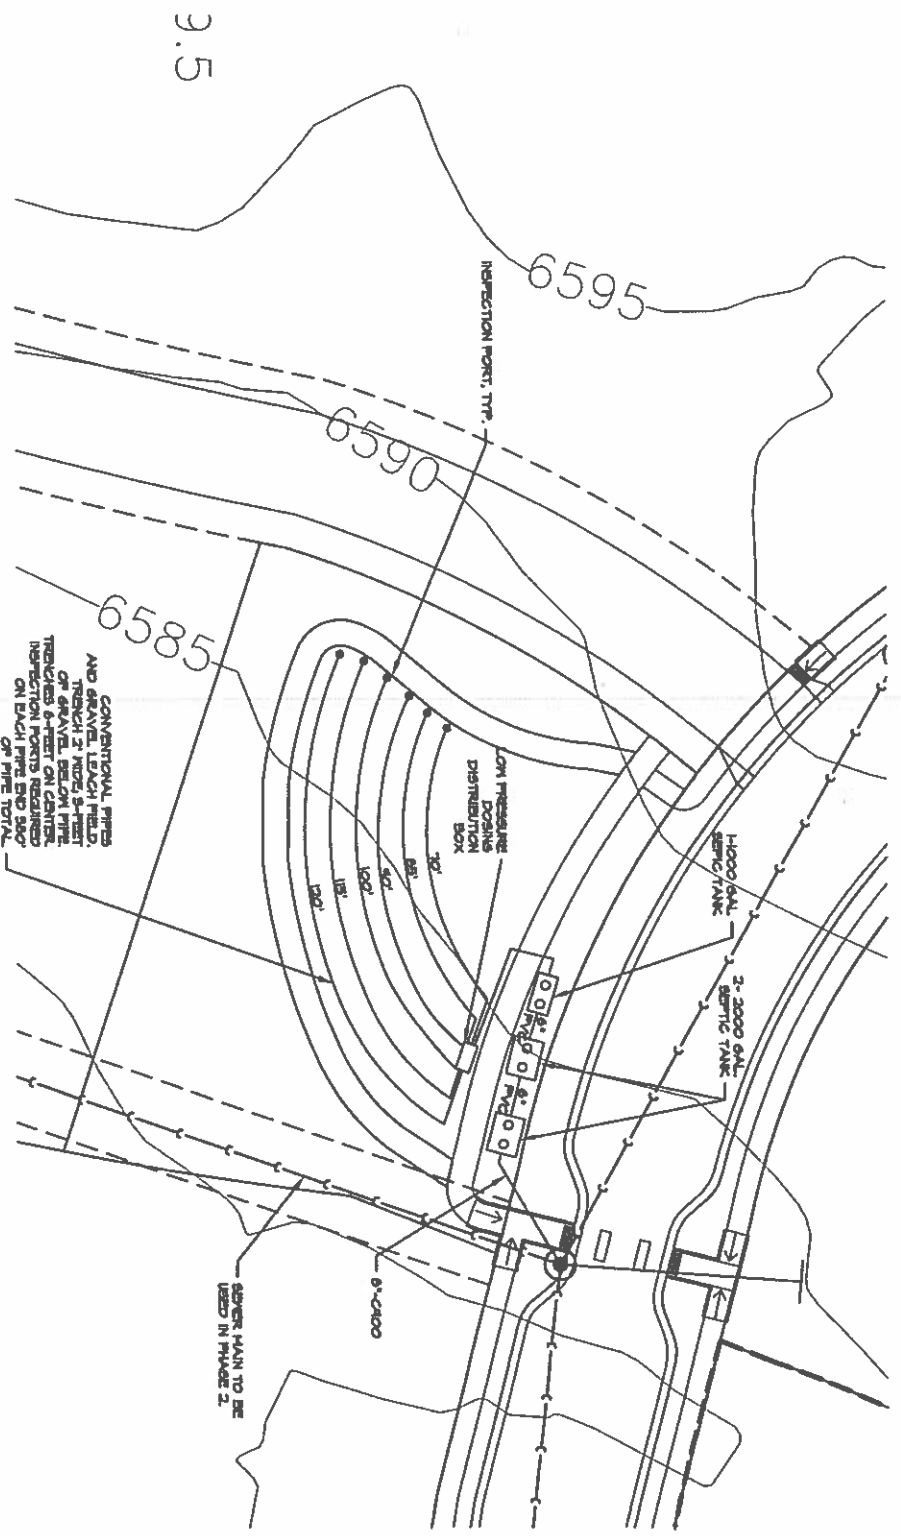 9.5
6595
INSPECTION PORT, TYP.
6590
6585
CONVENTIONAL PIPES
AND GRAVEL LEACH FIELD.
TRENCH 2' WIDE, 3-FEET
OF GRAVEL BELOW PIPE
TRENCHES 6-FEET ON CENTER
INSPECTION PORTS REQUIRED
ON EACH PIPE END 560'
OF PIPE TOTAL
LOW PRESSURE
DOSING
DISTRIBUTION
BOX
70'
85'
90'
100'
115'
120'
1-1000 GAL
SEPTIC TANK
2- 2000 GAL
SEPTIC TANK
6"
PVC
6"
PVC
6"-C900
SEWER MAIN TO BE
USED IN PHASE 2.